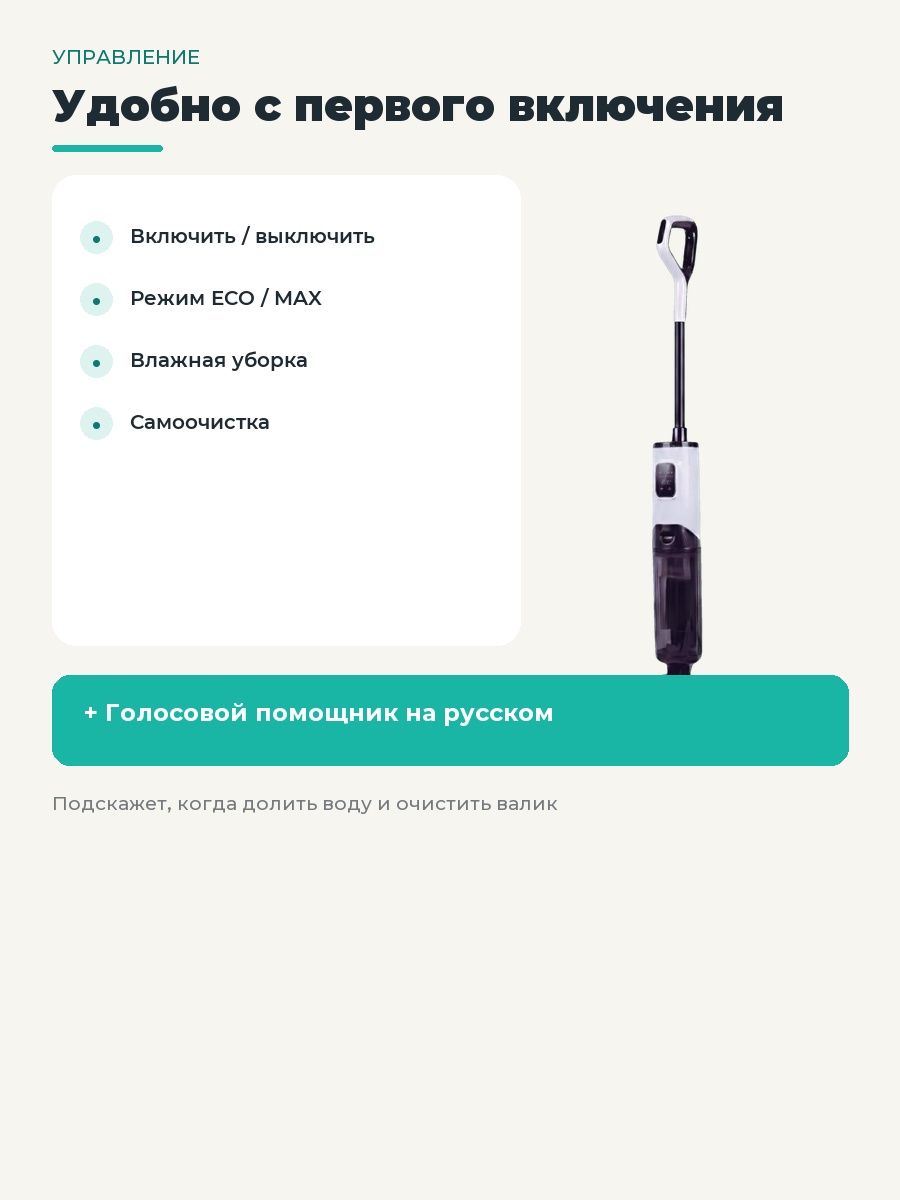 УПРАВЛЕНИЕ
Удобно с первого включения
Включить / выключить
Режим ECO / MAX
Влажная уборка
Самоочистка
+ Голосовой помощник на русском
Подскажет, когда долить воду и очистить валик